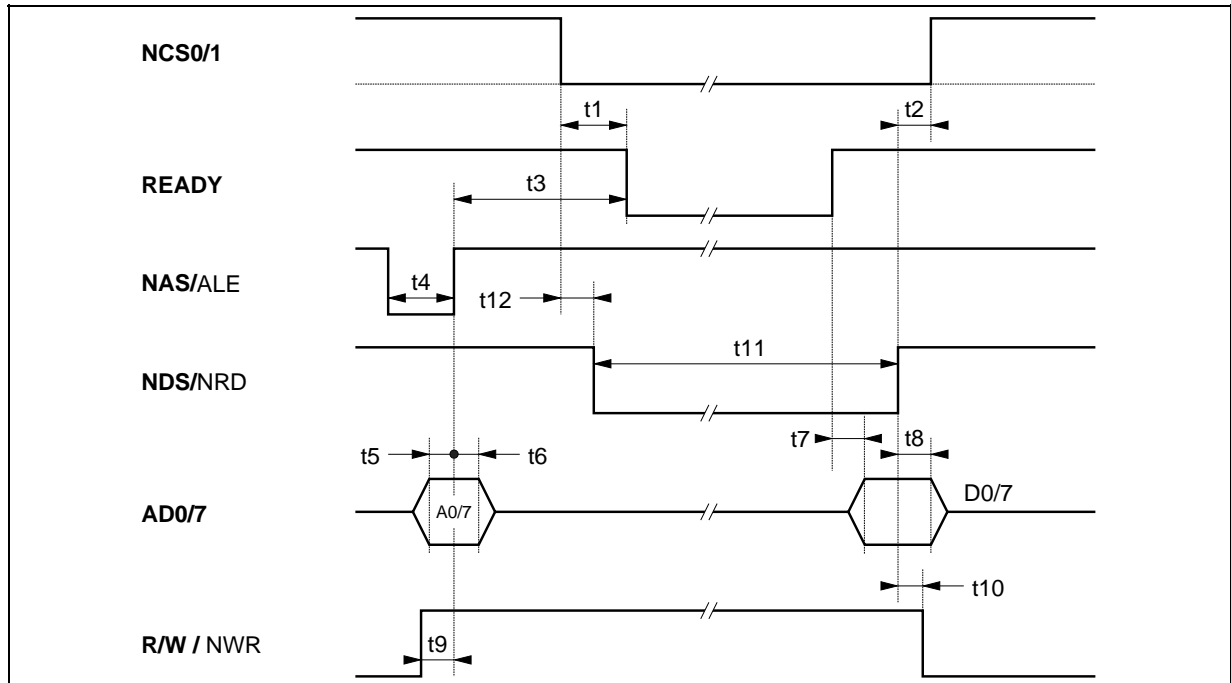 NCS0/1
t1
t2
READY
t3
NAS/ALE
t4
t12
NDS/NRD
t11
t7
t8
t5
t6
AD0/7
A0/7
D0/7
t10
R/W / NWR
t9